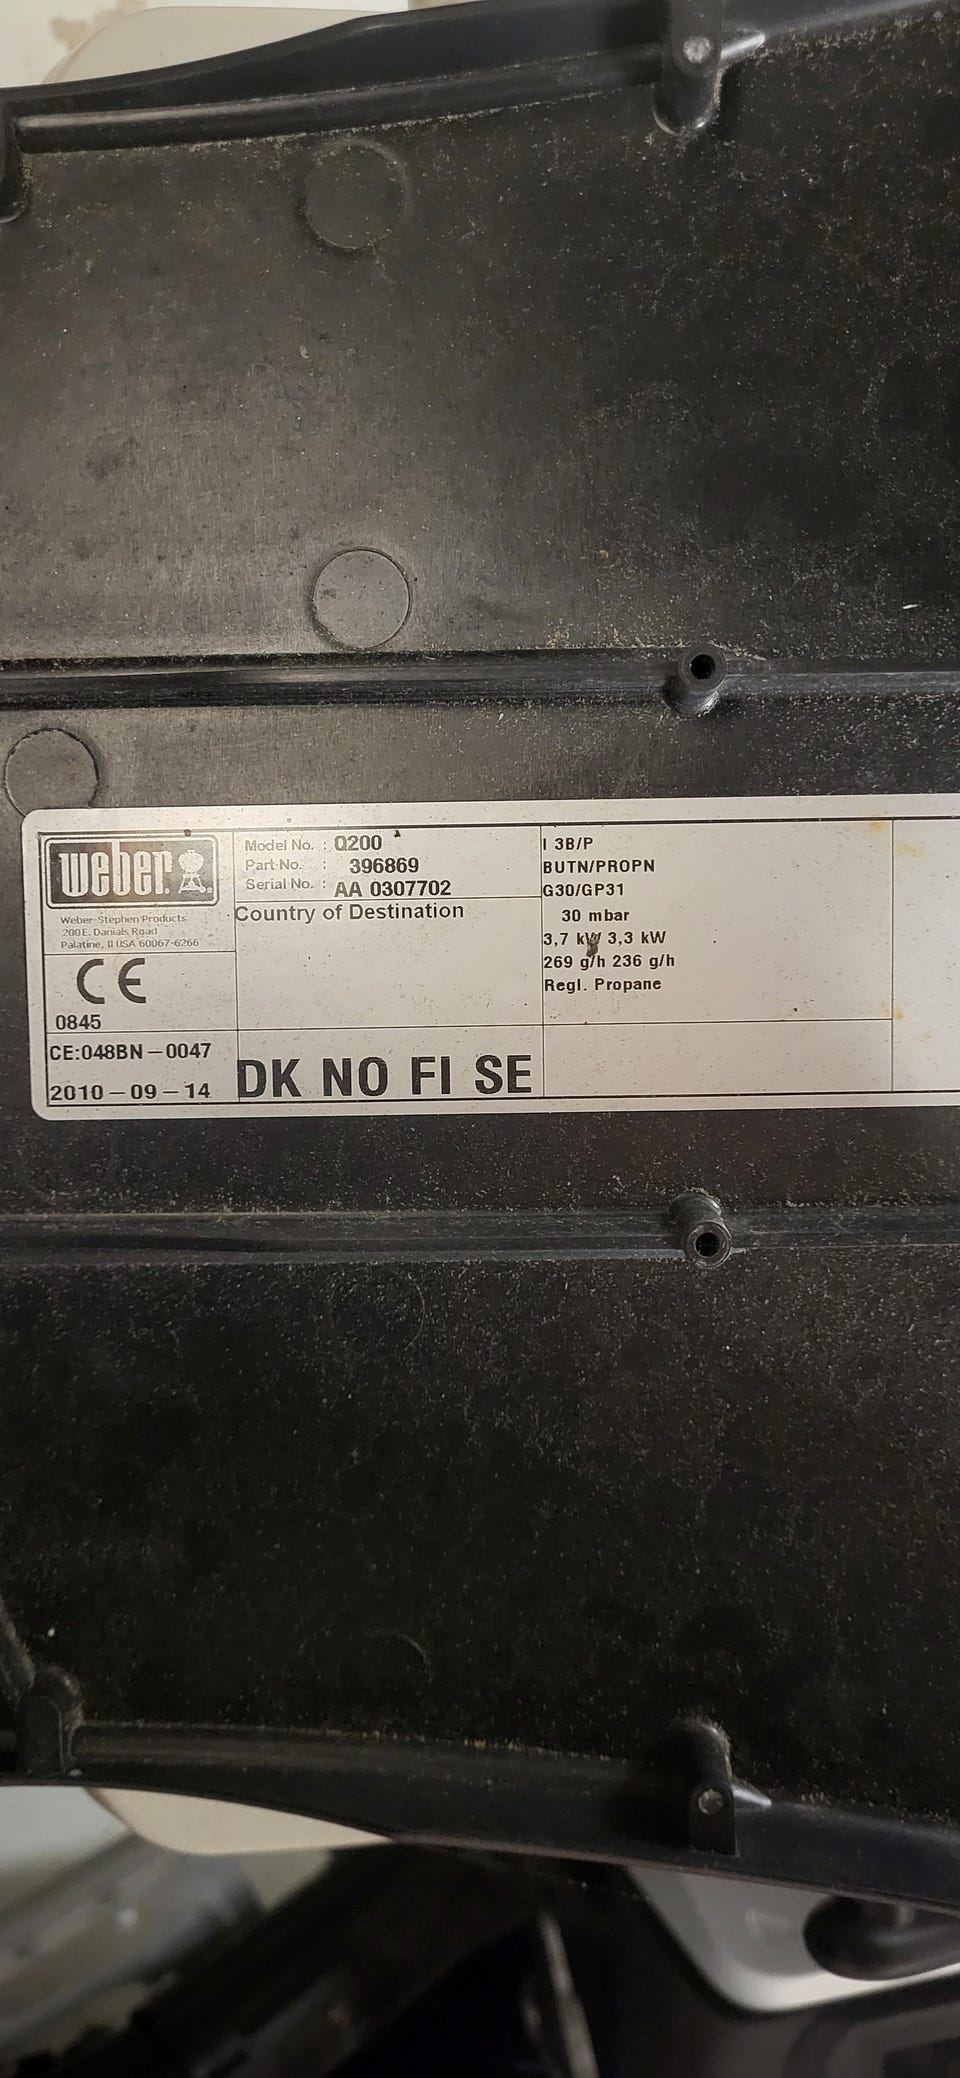 weber
Weber-Stephen Products
200 E. Danials Road
Palatine, Il USA 60067-6266
CE
0845
CE:048BN-0047
2010-09-14
Model No. : Q200
Part No. : 396869
Serial No. : AA 0307702
Country of Destination
DK NO FI SE
I 3B/P
BUTN/PROPN
G30/GP31
30 mbar
3,7 kW 3,3 kW
269 g/h 236 g/h
Regl. Propane